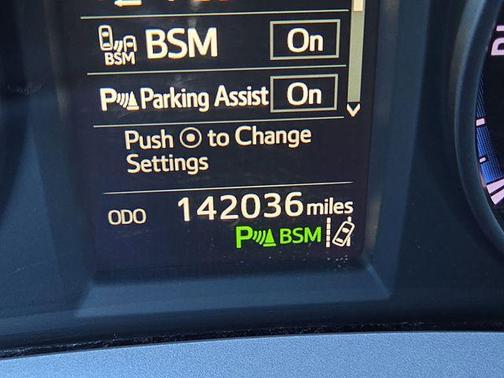 BSM On
BSM
P Parking Assist On
Push to Change
Settings
ODO 142036 miles
P BSM